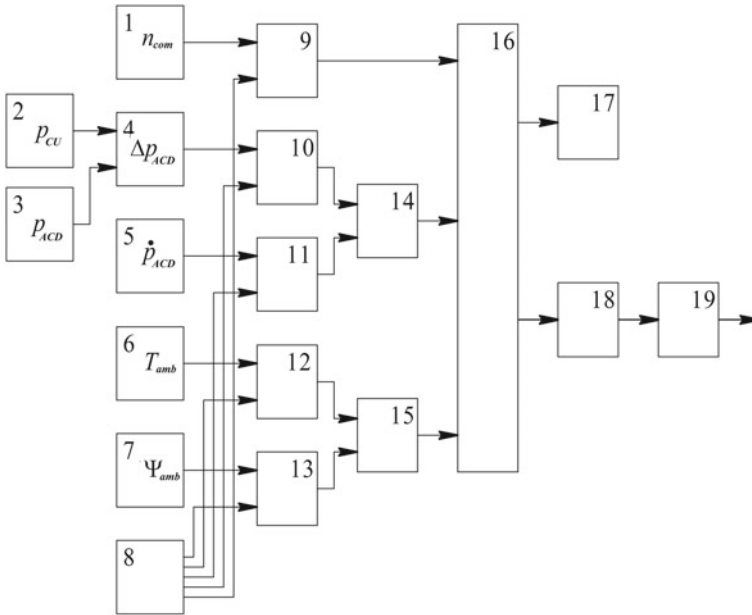 1 n_com
9
16
2 p_CU
4 Δp_ACD
17
10
3 p_ACD
14
5 ṗ_ACD
11
18
19
6 T_amb
12
15
7 Ψ_amb
13
8